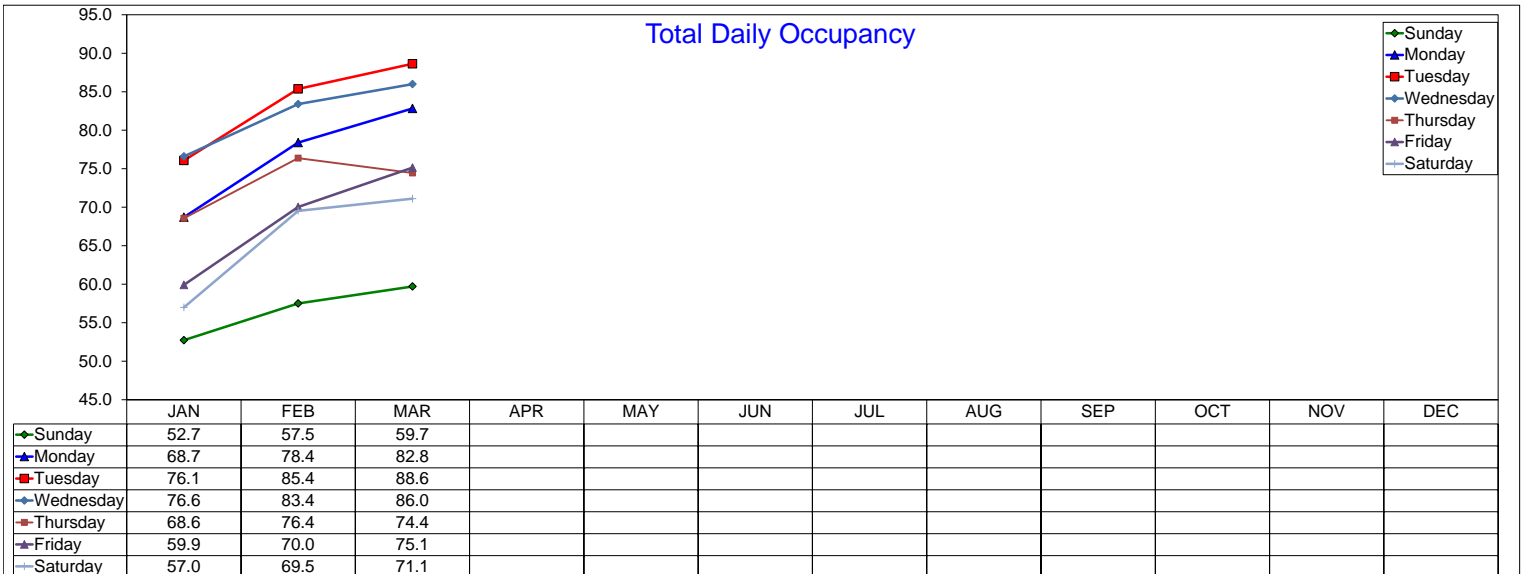 Total Daily Occupancy
95.0
90.0
85.0
80.0
75.0
70.0
65.0
60.0
55.0
50.0
45.0
Sunday
Monday
Tuesday
Wednesday
Thursday
Friday
Saturday
JAN FEB MAR APR MAY JUN JUL AUG SEP OCT NOV DEC
Sunday 52.7 57.5 59.7
Monday 68.7 78.4 82.8
Tuesday 76.1 85.4 88.6
Wednesday 76.6 83.4 86.0
Thursday 68.6 76.4 74.4
Friday 59.9 70.0 75.1
Saturday 57.0 69.5 71.1